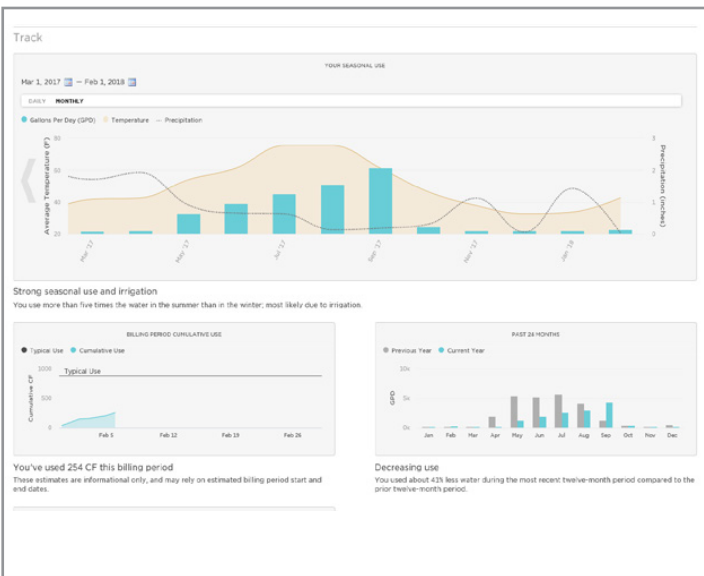 Track
YOUR SEASONAL USE
Mar 1, 2017 — Feb 1, 2018
DAILY MONTHLY
Gallons Per Day (GPD) Temperature Precipitation
Average Temperature (F)
80
60
40
20
Precipitation (inches)
3
2
1
0
Mar '17
May '17
Jul '17
Sep '17
Nov '17
Jan '18
Strong seasonal use and irrigation
You use more than five times the water in the summer than in the winter; most likely due to irrigation.
BILLING PERIOD CUMULATIVE USE
Typical Use Cumulative Use
Cumulative CF
1000
500
0
Typical Use
Feb 5 Feb 12 Feb 19 Feb 26
You've used 254 CF this billing period
These estimates are informational only, and may rely on estimated billing period start and
end dates.
PAST 24 MONTHS
Previous Year Current Year
GPD
10k
5k
0k
Jan Feb Mar Apr May Jun Jul Aug Sep Oct Nov Dec
Decreasing use
You used about 41% less water during the most recent twelve-month period compared to the
prior twelve-month period.